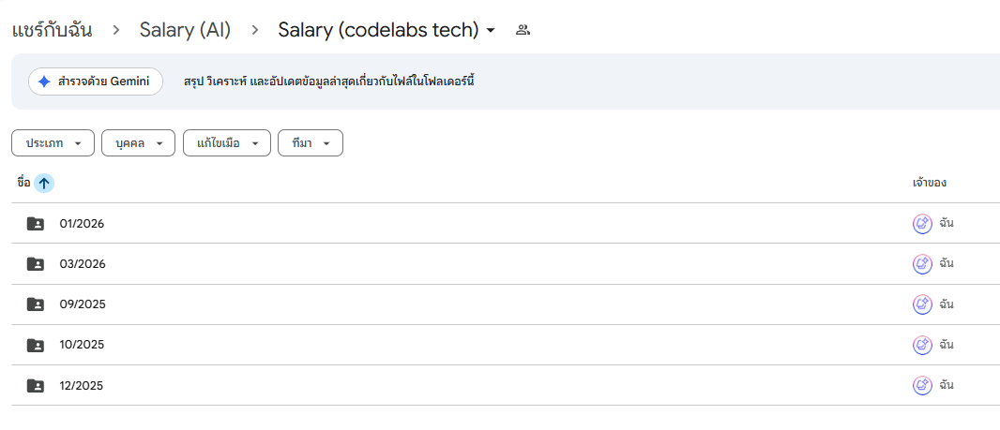 แชร์กับฉัน > Salary (AI) > Salary (codelabs tech)
สำรวจด้วย Gemini สรุป วิเคราะห์ และอัปเดตข้อมูลล่าสุดเกี่ยวกับไฟล์ในโฟลเดอร์นี้
ประเภท บุคคล แก้ไขเมื่อ ที่มา
ชื่อ เจ้าของ
01/2026 ฉัน
03/2026 ฉัน
09/2025 ฉัน
10/2025 ฉัน
12/2025 ฉัน